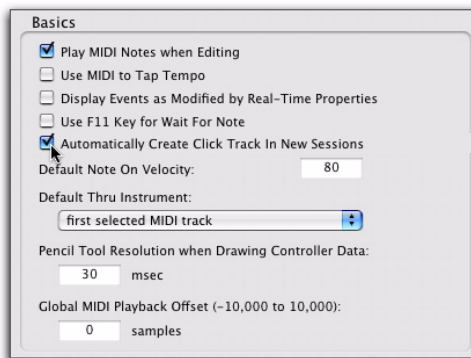 Basics
Play MIDI Notes when Editing
Use MIDI to Tap Tempo
Display Events as Modified by Real-Time Properties
Use F11 Key for Wait For Note
Automatically Create Click Track In New Sessions
Default Note On Velocity: 80
Default Thru Instrument:
first selected MIDI track
Pencil Tool Resolution when Drawing Controller Data:
30 msec
Global MIDI Playback Offset (-10,000 to 10,000):
0 samples